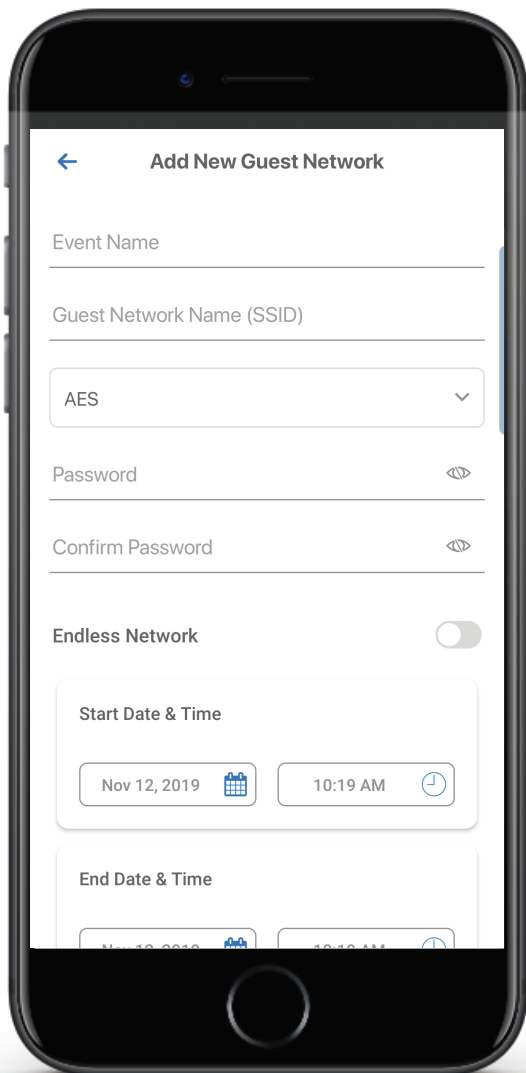 Add New Guest Network
Event Name
Guest Network Name (SSID)
AES
Password
Confirm Password
Endless Network
Start Date & Time
Nov 12, 2019 10:19 AM
End Date & Time